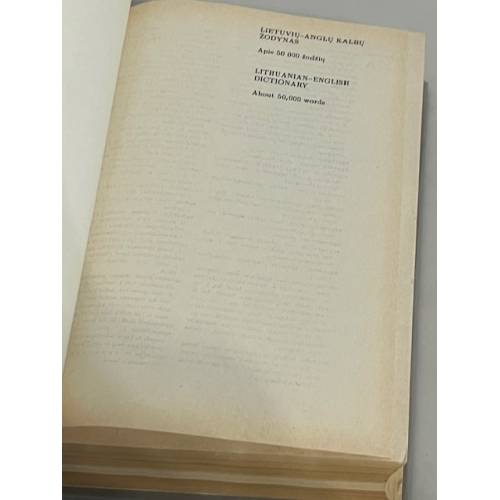 LIETUVIŲ–ANGLŲ KALBŲ
ŽODYNAS
Apie 50 000 žodžių
LITHUANIAN–ENGLISH
DICTIONARY
About 50,000 words